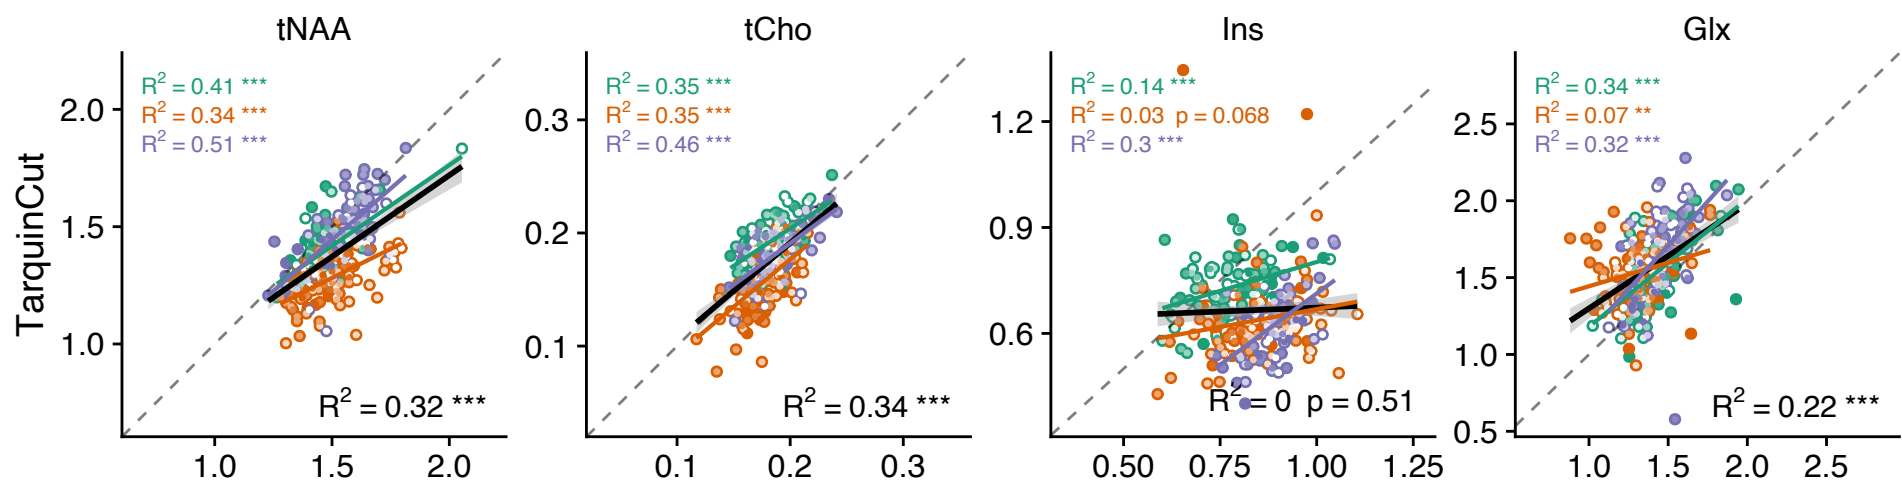 tNAA
tCho
Ins
Glx
TarquinCut
R² = 0.41 ***
R² = 0.34 ***
R² = 0.51 ***
R² = 0.32 ***
2.0
1.5
1.0
1.0 1.5 2.0
R² = 0.35 ***
R² = 0.35 ***
R² = 0.46 ***
R² = 0.34 ***
0.3
0.2
0.1
0.1 0.2 0.3
R² = 0.14 ***
R² = 0.03 p = 0.068
R² = 0.3 ***
R² = 0 p = 0.51
1.2
0.9
0.6
0.50 0.75 1.00 1.25
R² = 0.34 ***
R² = 0.07 **
R² = 0.32 ***
R² = 0.22 ***
2.5
2.0
1.5
1.0
0.5
1.0 1.5 2.0 2.5